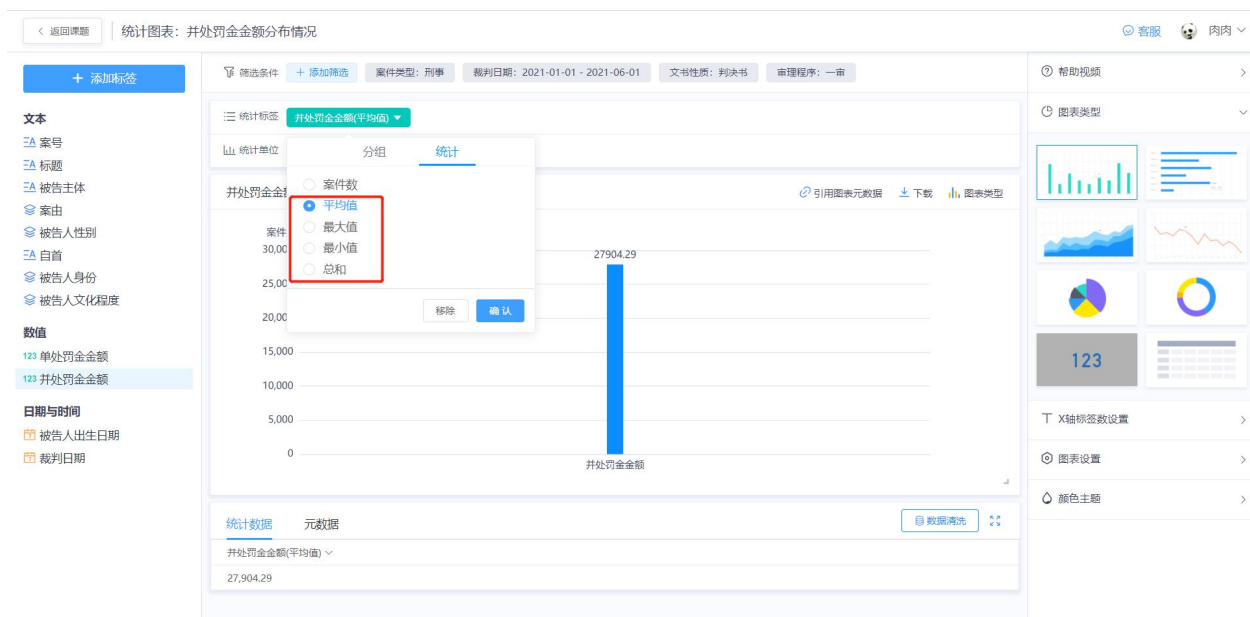 < 返回课题 统计图表：并处罚金金额分布情况 客服 肉肉
+ 添加标签
文本
案号
标题
被告主体
案由
被告人性别
自首
被告人身份
被告人文化程度
数值
123 单处罚金金额
123 并处罚金金额
日期与时间
被告人出生日期
裁判日期
筛选条件 + 添加筛选 案件类型：刑事 裁判日期：2021-01-01 - 2021-06-01 文书性质：判决书 审理程序：一审
统计标签 并处罚金金额(平均值)
统计单位
分组 统计
案件数
平均值
最大值
最小值
总和
移除 确认
并处罚金金 引用图表元数据 下载 图表类型
案件
30,00
25,00
20,00
15,000
10,000
5,000
0
27904.29
并处罚金金额
统计数据 元数据 数据清洗
并处罚金金额(平均值)
27,904.29
帮助视频
图表类型
123
X轴标签数设置
图表设置
颜色主题